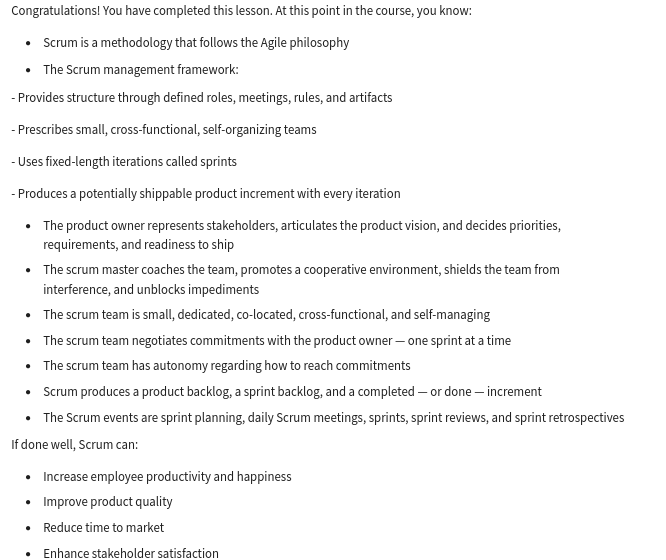 Congratulations! You have completed this lesson. At this point in the course, you know:
• Scrum is a methodology that follows the Agile philosophy
• The Scrum management framework:
- Provides structure through defined roles, meetings, rules, and artifacts
- Prescribes small, cross-functional, self-organizing teams
- Uses fixed-length iterations called sprints
- Produces a potentially shippable product increment with every iteration
• The product owner represents stakeholders, articulates the product vision, and decides priorities,
requirements, and readiness to ship
• The scrum master coaches the team, promotes a cooperative environment, shields the team from
interference, and unblocks impediments
• The scrum team is small, dedicated, co-located, cross-functional, and self-managing
• The scrum team negotiates commitments with the product owner — one sprint at a time
• The scrum team has autonomy regarding how to reach commitments
• Scrum produces a product backlog, a sprint backlog, and a completed — or done — increment
• The Scrum events are sprint planning, daily Scrum meetings, sprints, sprint reviews, and sprint retrospectives
If done well, Scrum can:
• Increase employee productivity and happiness
• Improve product quality
• Reduce time to market
• Enhance stakeholder satisfaction